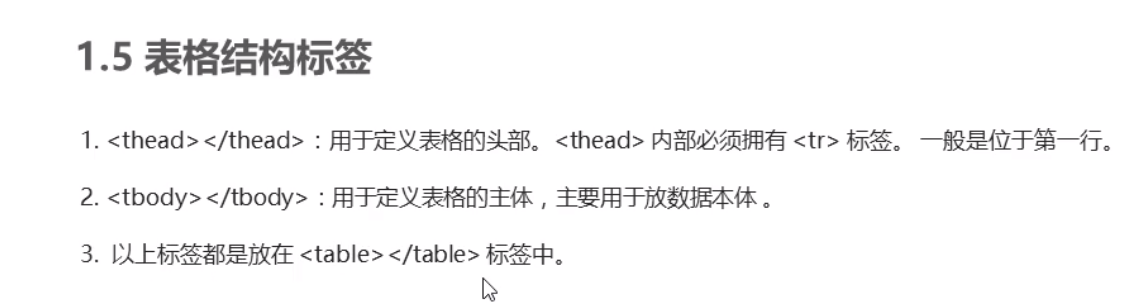 1.5 表格结构标签
1. <thead></thead>：用于定义表格的头部。<thead> 内部必须拥有 <tr> 标签。 一般是位于第一行。
2. <tbody></tbody>：用于定义表格的主体，主要用于放数据本体 。
3. 以上标签都是放在 <table></table> 标签中。